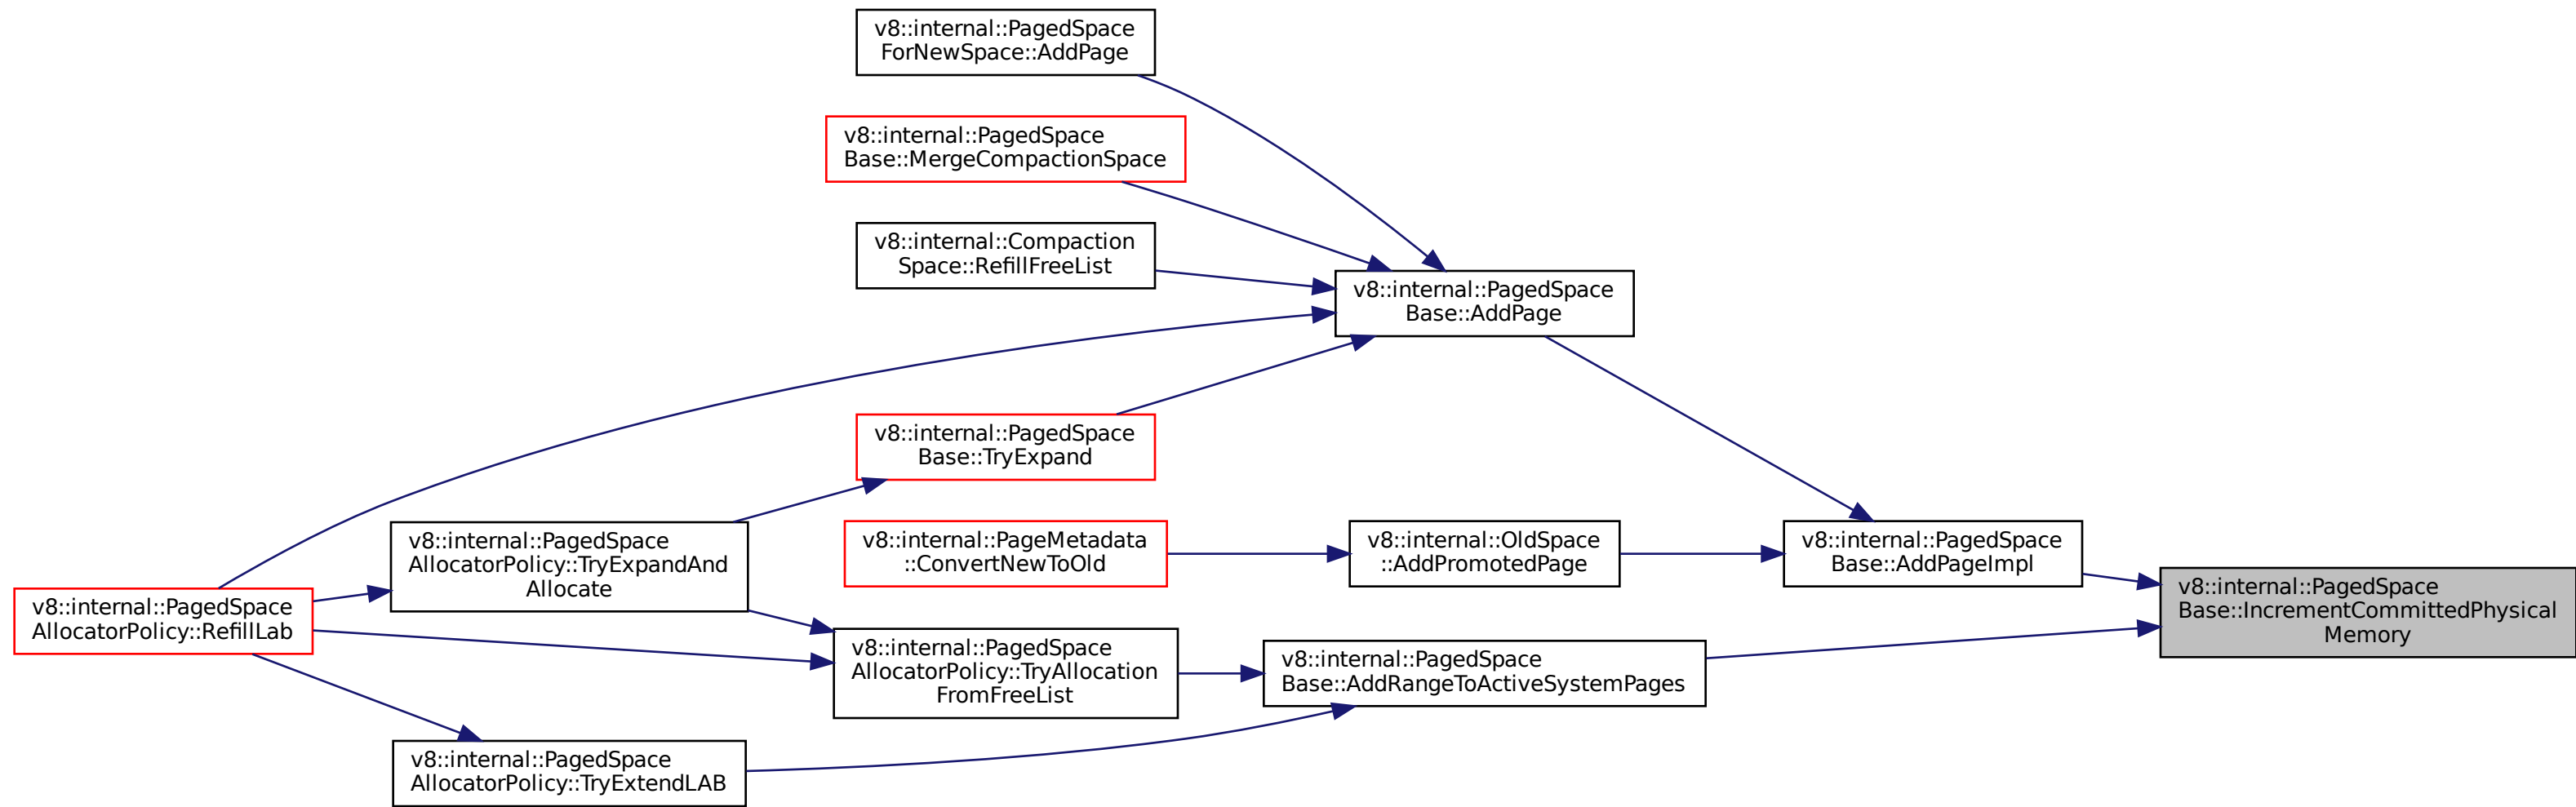 v8::internal::PagedSpace
ForNewSpace::AddPage
v8::internal::PagedSpace
Base::MergeCompactionSpace
v8::internal::Compaction
Space::RefillFreeList
v8::internal::PagedSpace
Base::AddPage
v8::internal::PagedSpace
Base::TryExpand
v8::internal::PagedSpace
AllocatorPolicy::TryExpandAnd
Allocate
v8::internal::PageMetadata
::ConvertNewToOld
v8::internal::OldSpace
::AddPromotedPage
v8::internal::PagedSpace
Base::AddPageImpl
v8::internal::PagedSpace
Base::IncrementCommittedPhysical
Memory
v8::internal::PagedSpace
AllocatorPolicy::RefillLab
v8::internal::PagedSpace
AllocatorPolicy::TryAllocation
FromFreeList
v8::internal::PagedSpace
Base::AddRangeToActiveSystemPages
v8::internal::PagedSpace
AllocatorPolicy::TryExtendLAB